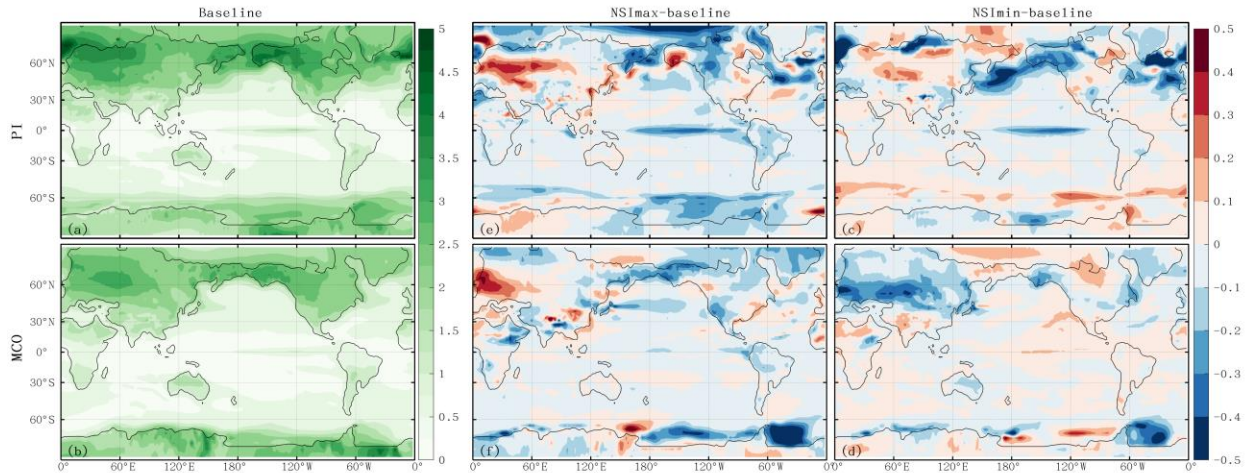 Baseline NSImax-baseline NSImin-baseline
60°N
30°N
0°
30°S
60°S
PI
(a)
5
4.5
4
3.5
3
2.5
2
1.5
1
0.5
0
(e)
(c)
0.5
0.4
0.3
0.2
0.1
0
-0.1
-0.2
-0.3
-0.4
-0.5
60°N
30°N
0°
30°S
60°S
MCO
(b)
(f)
(d)
0° 60°E 120°E 180° 120°W 60°W 0°
0° 60°E 120°E 180° 120°W 60°W 0°
0° 60°E 120°E 180° 120°W 60°W 0°